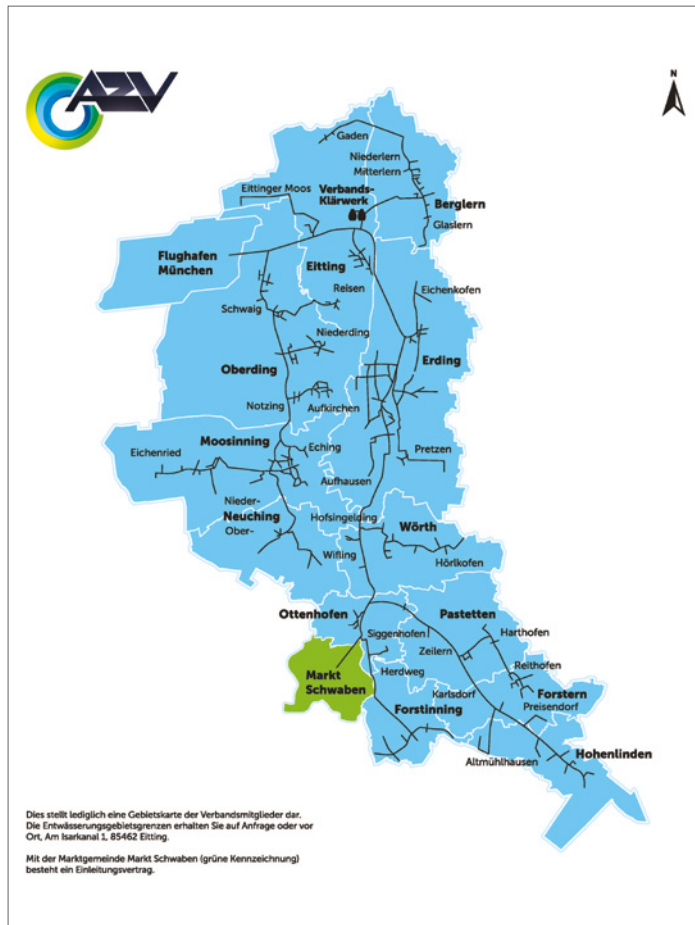 AZV
N
Gaden
Niederlern
Mitterlern
Eittinger Moos
Verbands-
Klärwerk
Berglern
Glaslern
Flughafen
München
Eitting
Reisen
Eichenkofen
Schwaig
Niederding
Oberding
Erding
Notzing
Aufkirchen
Moosinning
Eching
Eichenried
Pretzen
Aufhausen
Nieder-
Neuching
Ober-
Hofsingelding
Wörth
Wifling
Hörlkofen
Ottenhofen
Pastetten
Siggenhofen
Harthofen
Zeilern
Reithofen
Herdweg
Markt
Schwaben
Karlsdorf
Forstern
Forstinning
Preisendorf
Hohenlinden
Altmühlhausen
Dies stellt lediglich eine Gebietskarte der Verbandsmitglieder dar.
Die Entwässerungsgebietsgrenzen erhalten Sie auf Anfrage oder vor
Ort, Am Isarkanal 1, 85462 Eitting.
Mit der Marktgemeinde Markt Schwaben (grüne Kennzeichnung)
besteht ein Einleitungsvertrag.